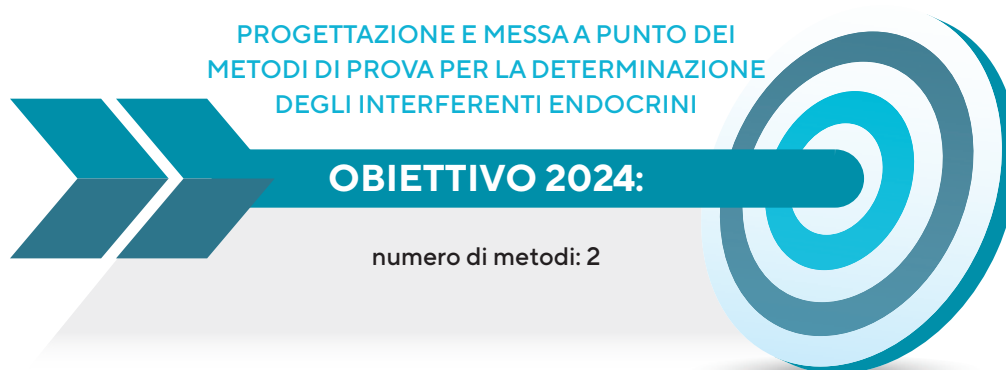 PROGETTAZIONE E MESSA A PUNTO DEI
METODI DI PROVA PER LA DETERMINAZIONE
DEGLI INTERFERENTI ENDOCRINI
OBIETTIVO 2024:
numero di metodi: 2